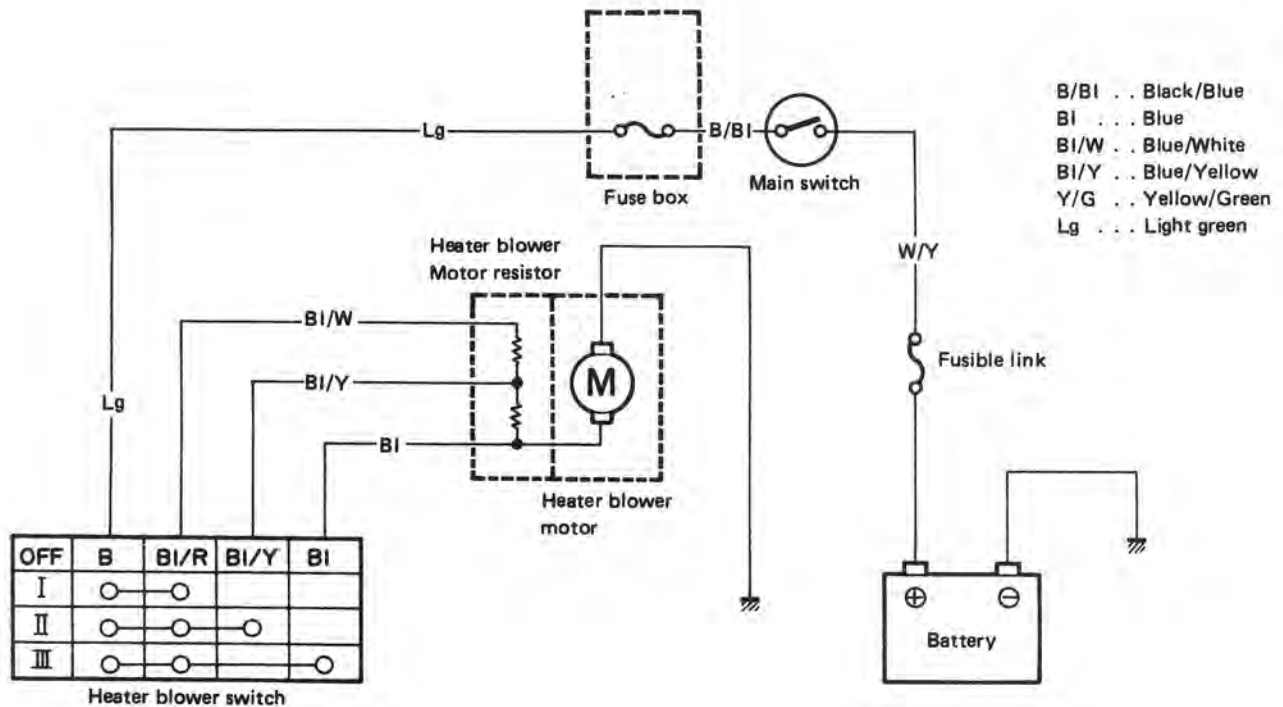 B/Bl . . Black/Blue
Bl . . . Blue
Bl/W . . Blue/White
Bl/Y . . Blue/Yellow
Y/G . . Yellow/Green
Lg . . . Light green
Lg
B/Bl
Fuse box
Main switch
W/Y
Heater blower
Motor resistor
Bl/W
Bl/Y
Lg
Bl
M
Fusible link
Heater blower
motor
OFF B Bl/R Bl/Y Bl
I
II
III
Heater blower switch
⊕ ⊖
Battery